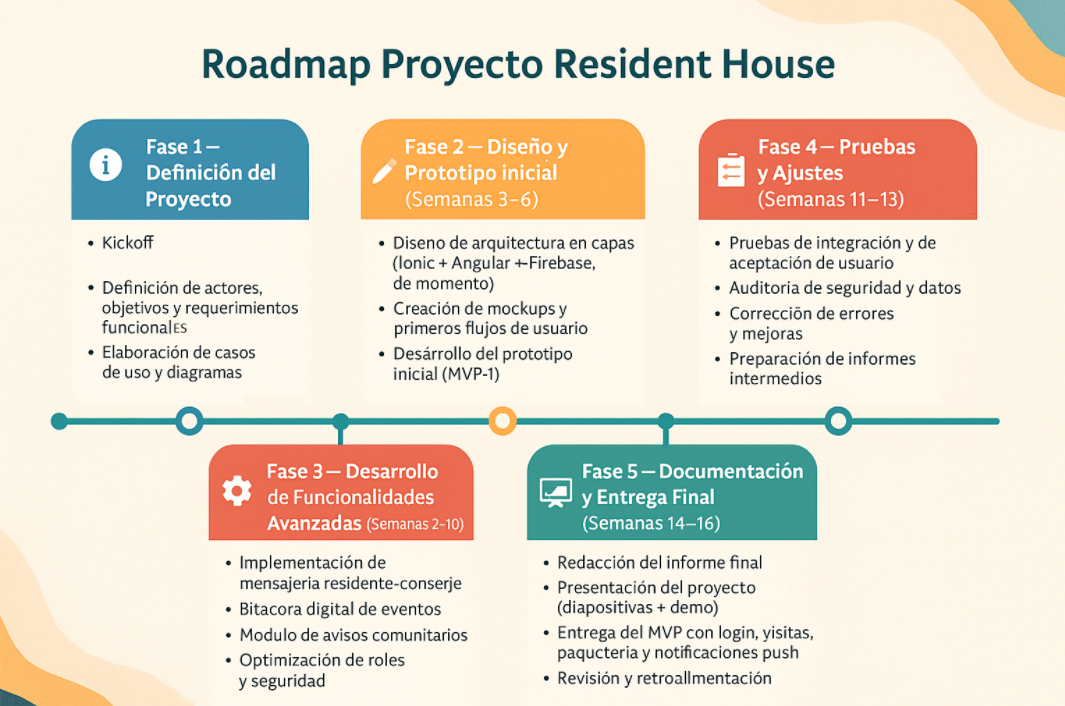 Roadmap Proyecto Resident House
Fase 1 –
Definición del
Proyecto
• Kickoff
• Definición de actores,
objetivos y requerimientos
funcionalES
• Elaboración de casos
de uso y diagramas
Fase 2 – Diseño y
Prototipo inicial
(Semanas 3–6)
• Diseno de arquitectura en capas
(Ionic + Angular +–Firebase,
de momento)
• Creación de mockups y
primeros flujos de usuario
• Desárrollo del prototipo
inicial (MVP-1)
Fase 4 – Pruebas
y Ajustes
(Semanas 11–13)
• Pruebas de integración y de
aceptación de usuario
• Auditoria de seguridad y datos
• Correcciön de errores
y mejoras
• Preparación de informes
intermedios
Fase 3 – Desarrollo
de Funcionalidades
Avanzadas (Semanas 2–10)
• Implementación de
mensajeria residente-conserje
• Bitacora digital de eventos
• Modulo de avisos comunitarios
• Optimización de roles
y seguridad
Fase 5 – Documentación
y Entrega Final
(Semanas 14–16)
• Redacción del informe final
• Presentación del proyecto
(diapositivas + demo)
• Entrega del MVP con login, yisitas,
paqucteria y notificaciones push
• Revisión y retroallmentación